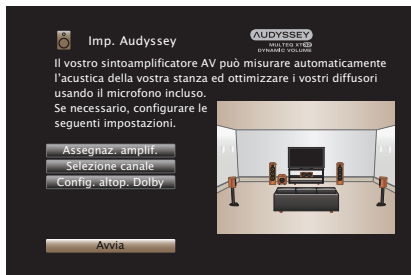 Imp. Audyssey
AUDYSSEY
MULTEQ XT32
DYNAMIC VOLUME
Il vostro sintoamplificatore AV può misurare automaticamente
l'acustica della vostra stanza ed ottimizzare i vostri diffusori
usando il microfono incluso.
Se necessario, configurare le
seguenti impostazioni.
Assegnaz. amplif.
Selezione canale
Config. altop. Dolby
Avvia